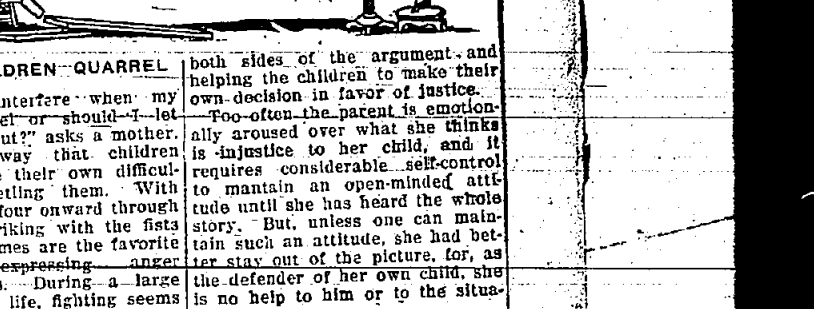 LDREN QUARREL
nterfere when my
el or should I let
ut?" asks a mother.
way that children
their own difficul-
etling them. With
four onward through
iking with the fists
mes are the favorite
expressing anger
During a large
life, fighting seems
both sides of the argument and
helping the children to make their
own decision in favor of justice.
Too often the parent is emotion-
ally aroused over what she thinks
is injustice to her child, and it
requires considerable self-control
to mantain an open-minded atti-
tude until she has heard the whole
story. But, unless one can main-
tain such an attitude, she had bet-
ter stay out of the picture, for, as
the defender of her own child, she
is no help to him or to the situa-